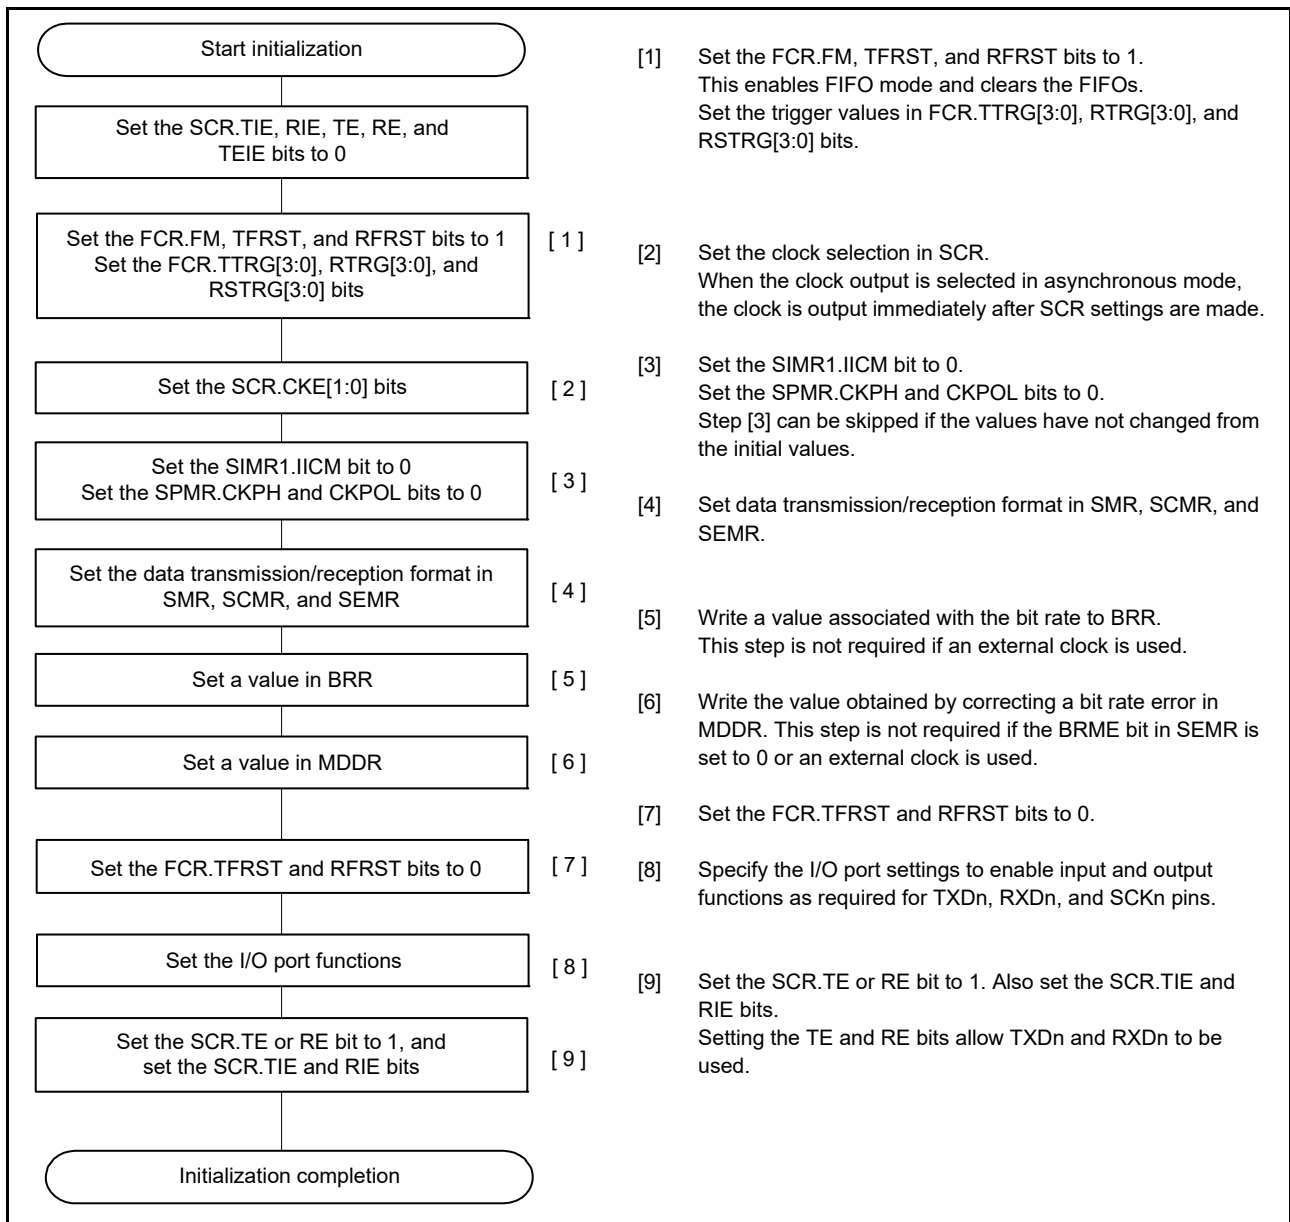 Start initialization
Set the SCR.TIE, RIE, TE, RE, and
TEIE bits to 0
Set the FCR.FM, TFRST, and RFRST bits to 1
Set the FCR.TTRG[3:0], RTRG[3:0], and
RSTRG[3:0] bits
[ 1 ]
Set the SCR.CKE[1:0] bits
[ 2 ]
Set the SIMR1.IICM bit to 0
Set the SPMR.CKPH and CKPOL bits to 0
[ 3 ]
Set the data transmission/reception format in
SMR, SCMR, and SEMR
[ 4 ]
Set a value in BRR
[ 5 ]
Set a value in MDDR
[ 6 ]
Set the FCR.TFRST and RFRST bits to 0
[ 7 ]
Set the I/O port functions
[ 8 ]
Set the SCR.TE or RE bit to 1, and
set the SCR.TIE and RIE bits
[ 9 ]
Initialization completion
[1] Set the FCR.FM, TFRST, and RFRST bits to 1.
This enables FIFO mode and clears the FIFOs.
Set the trigger values in FCR.TTRG[3:0], RTRG[3:0], and
RSTRG[3:0] bits.
[2] Set the clock selection in SCR.
When the clock output is selected in asynchronous mode,
the clock is output immediately after SCR settings are made.
[3] Set the SIMR1.IICM bit to 0.
Set the SPMR.CKPH and CKPOL bits to 0.
Step [3] can be skipped if the values have not changed from
the initial values.
[4] Set data transmission/reception format in SMR, SCMR, and
SEMR.
[5] Write a value associated with the bit rate to BRR.
This step is not required if an external clock is used.
[6] Write the value obtained by correcting a bit rate error in
MDDR. This step is not required if the BRME bit in SEMR is
set to 0 or an external clock is used.
[7] Set the FCR.TFRST and RFRST bits to 0.
[8] Specify the I/O port settings to enable input and output
functions as required for TXDn, RXDn, and SCKn pins.
[9] Set the SCR.TE or RE bit to 1. Also set the SCR.TIE and
RIE bits.
Setting the TE and RE bits allow TXDn and RXDn to be
used.